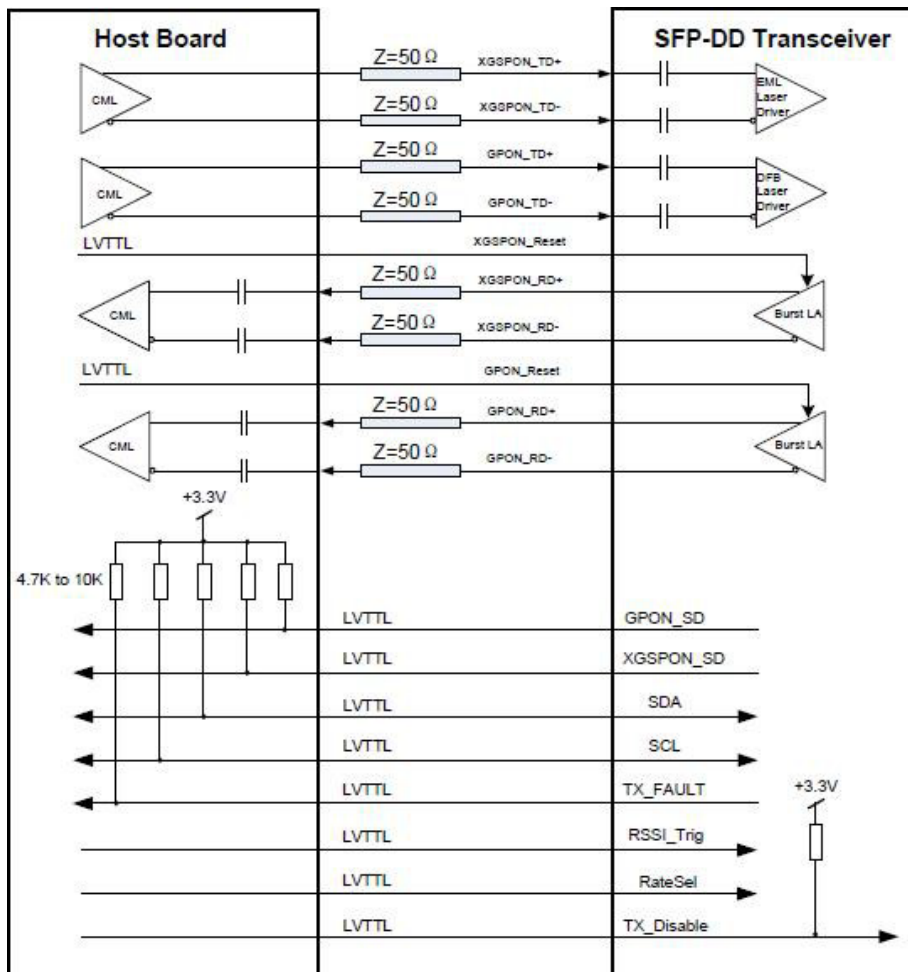 Host Board
SFP-DD Transceiver
CML
Z=50 Ω
XGSPON_TD+
EML Laser Driver
Z=50 Ω
XGSPON_TD-
CML
Z=50 Ω
GPON_TD+
DFB Laser Driver
Z=50 Ω
GPON_TD-
LVTTL
XGSPON_Reset
CML
Z=50 Ω
XGSPON_RD+
Burst LA
Z=50 Ω
XGSPON_RD-
LVTTL
GPON_Reset
CML
Z=50 Ω
GPON_RD+
Burst LA
Z=50 Ω
GPON_RD-
+3.3V
4.7K to 10K
LVTTL
GPON_SD
LVTTL
XGSPON_SD
LVTTL
SDA
LVTTL
SCL
LVTTL
TX_FAULT
+3.3V
LVTTL
RSSI_Trig
LVTTL
RateSel
LVTTL
TX_Disable